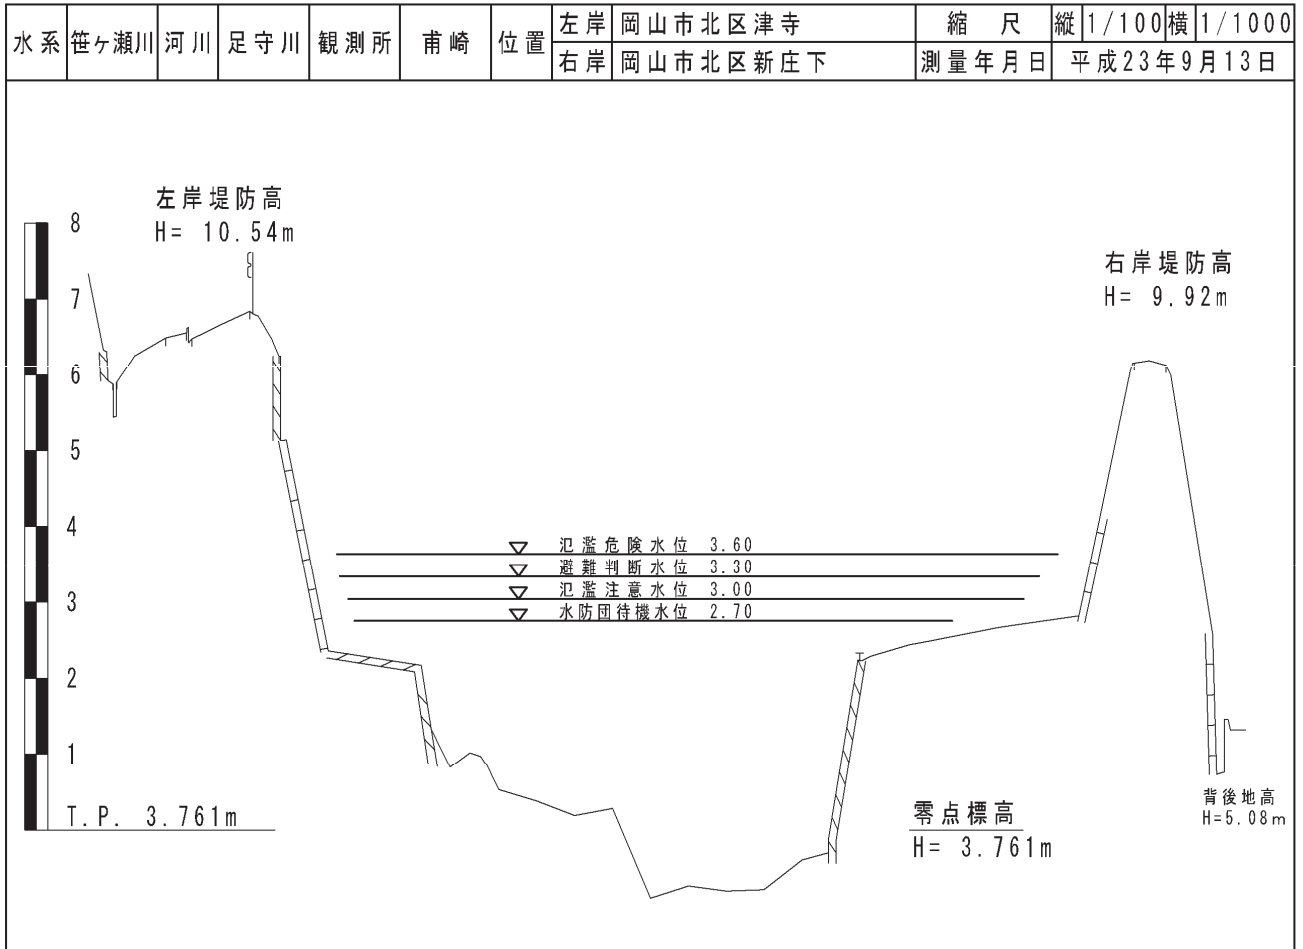 水系 笹ヶ瀬川 河川 足守川 観測所 甫崎 位置 左岸 岡山市北区津寺 縮尺 縦 1/100 横 1/1000
右岸 岡山市北区新庄下 測量年月日 平成23年9月13日
左岸堤防高
H= 10.54m
右岸堤防高
H= 9.92m
8
7
6
5
4
3
2
1
氾濫危険水位 3.60
避難判断水位 3.30
氾濫注意水位 3.00
水防団待機水位 2.70
T.P. 3.761m
零点標高
H= 3.761m
背後地高
H=5.08m